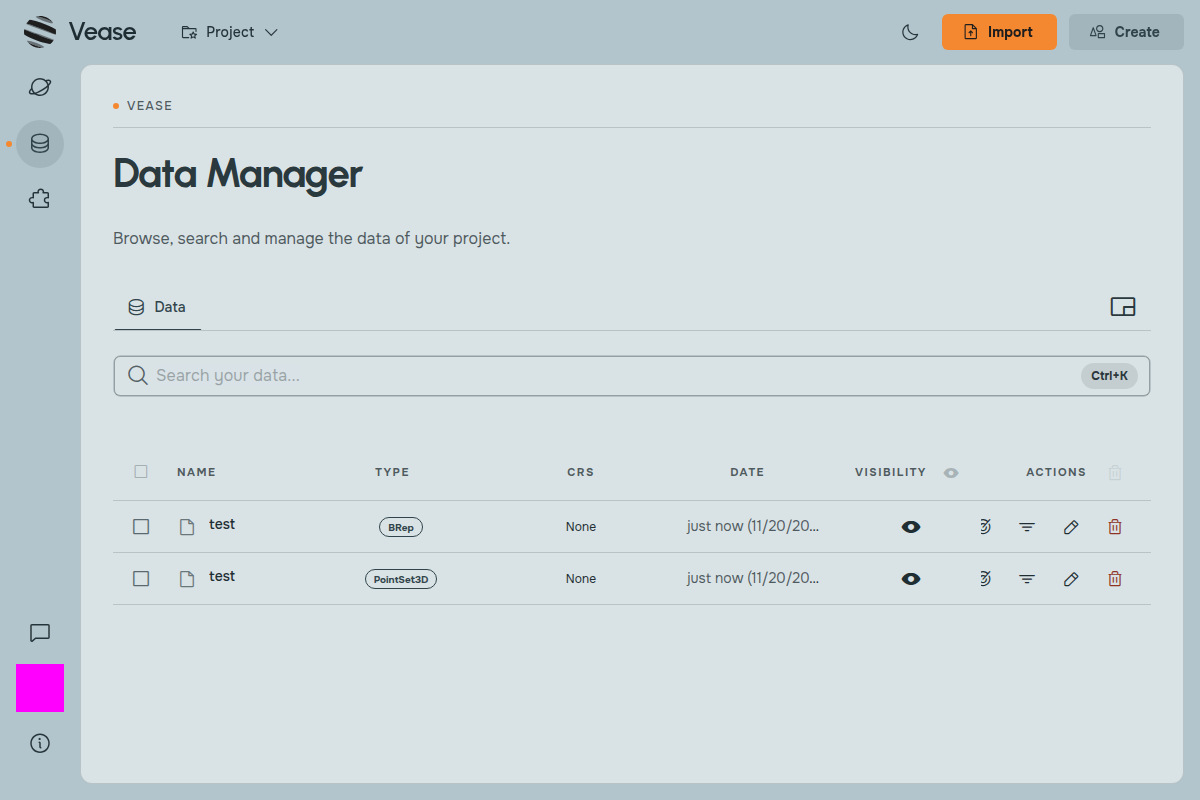 Vease
Project
Import
Create
VEASE
Data Manager
Browse, search and manage the data of your project.
Data
Search your data...
Ctrl+K
NAME TYPE CRS DATE VISIBILITY ACTIONS
test BRep None just now (11/20/20...
test PointSet3D None just now (11/20/20...